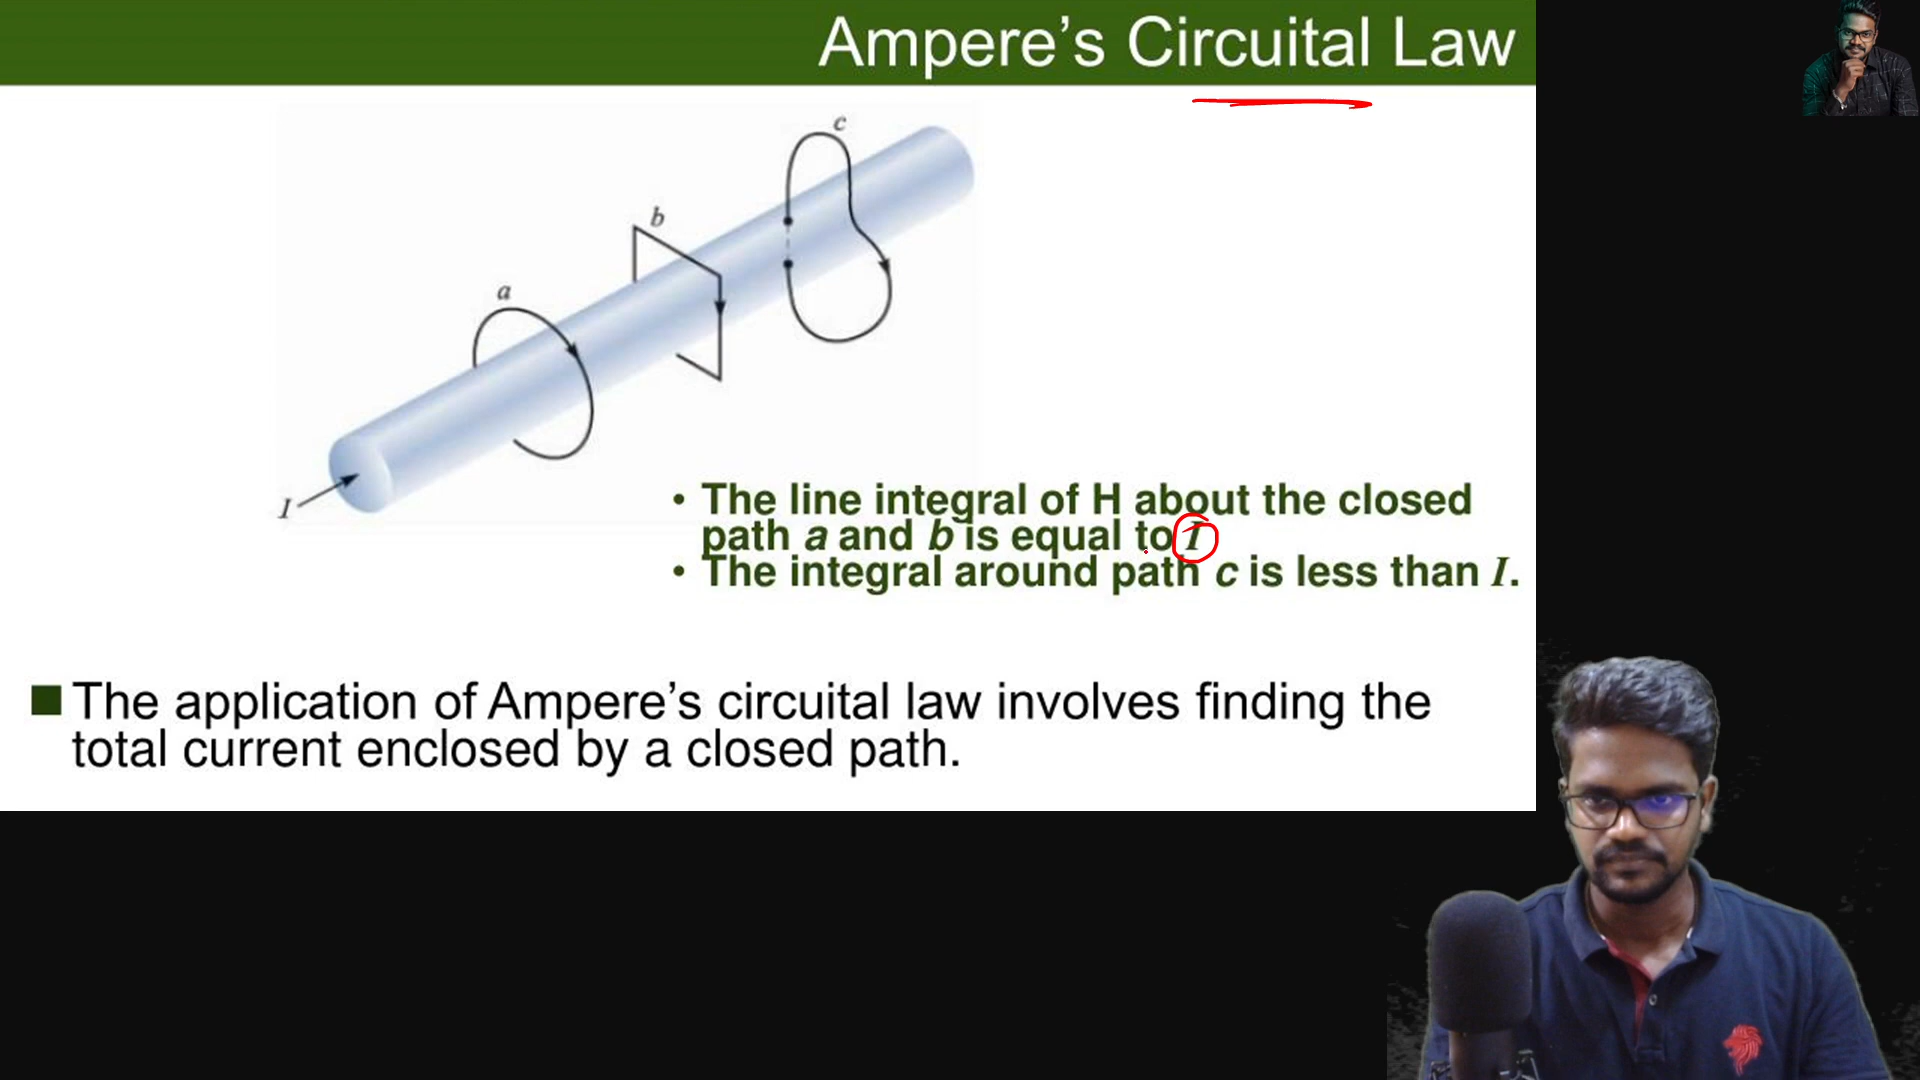 Ampere's Circuital Law
c
b
a
I
• The line integral of H about the closed
path a and b is equal to I
• The integral around path c is less than I.
The application of Ampere's circuital law involves finding the
total current enclosed by a closed path.